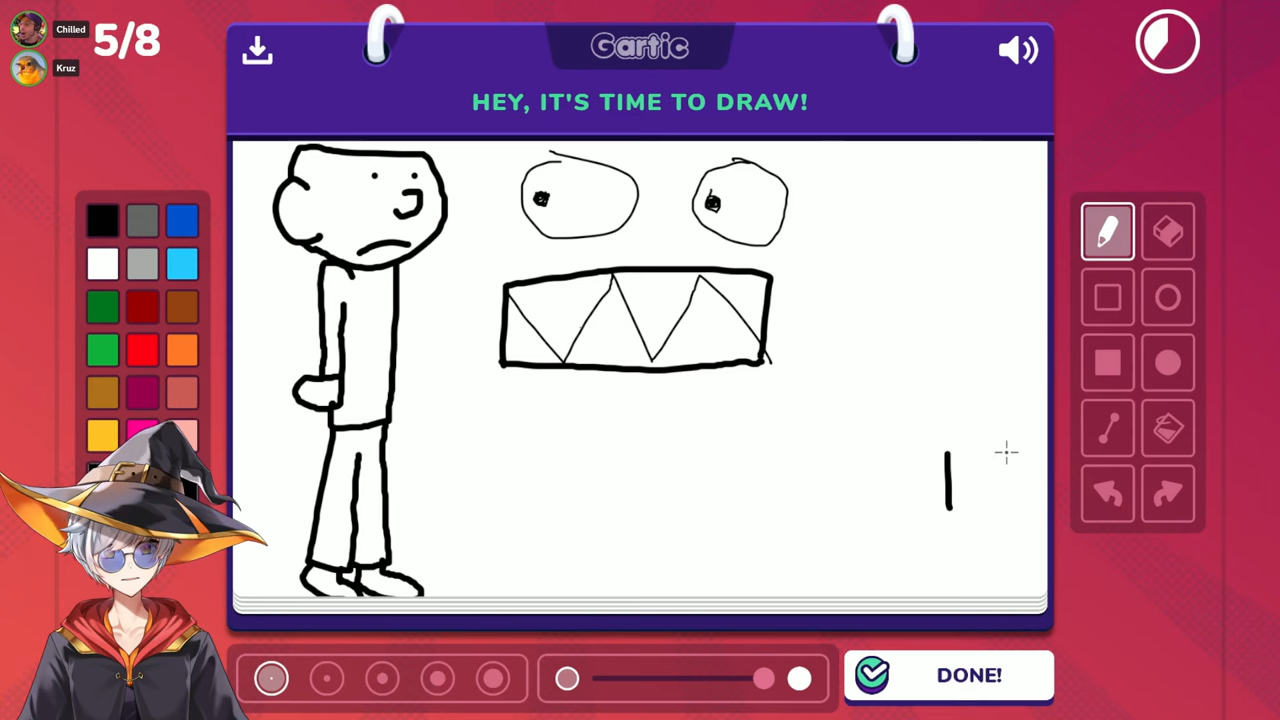 Chilled
5/8
Kruz
Gartic
HEY, IT'S TIME TO DRAW!
DONE!